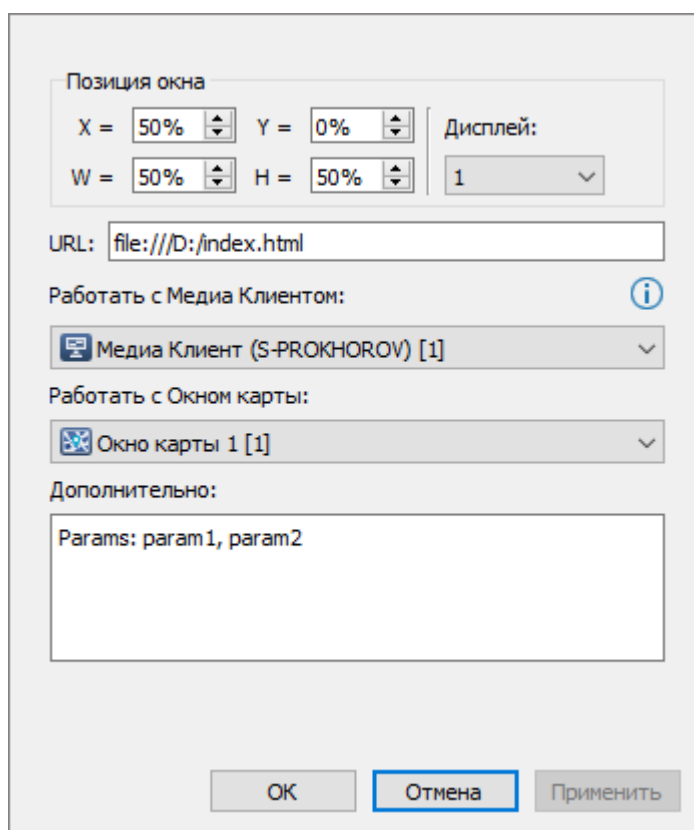 Позиция окна
X = 50% Y = 0% Дисплей:
W = 50% H = 50% 1
URL: file:///D:/index.html
Работать с Медиа Клиентом:
Медиа Клиент (S-PROKHOROV) [1]
Работать с Окном карты:
Окно карты 1 [1]
Дополнительно:
Params: param1, param2
ОК Отмена Применить